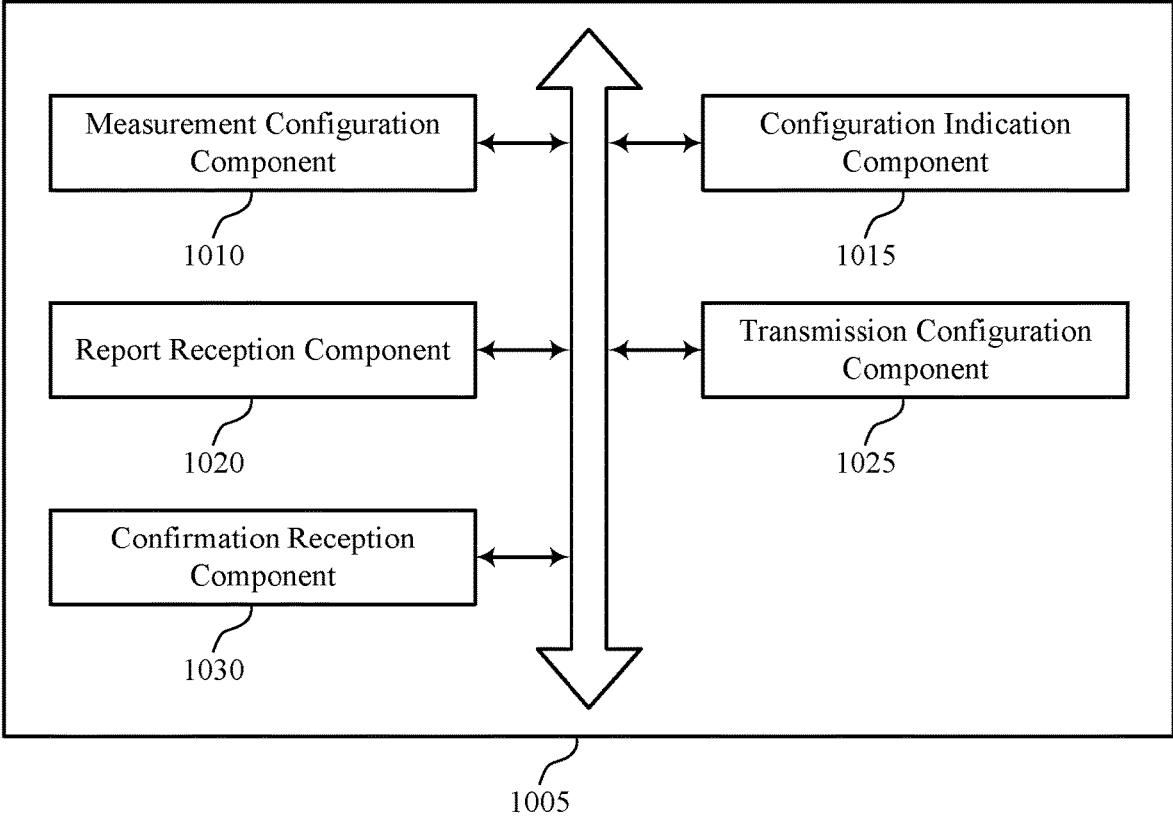 Measurement Configuration
Component
1010
Configuration Indication
Component
1015
Report Reception Component
1020
Transmission Configuration
Component
1025
Confirmation Reception
Component
1030
1005